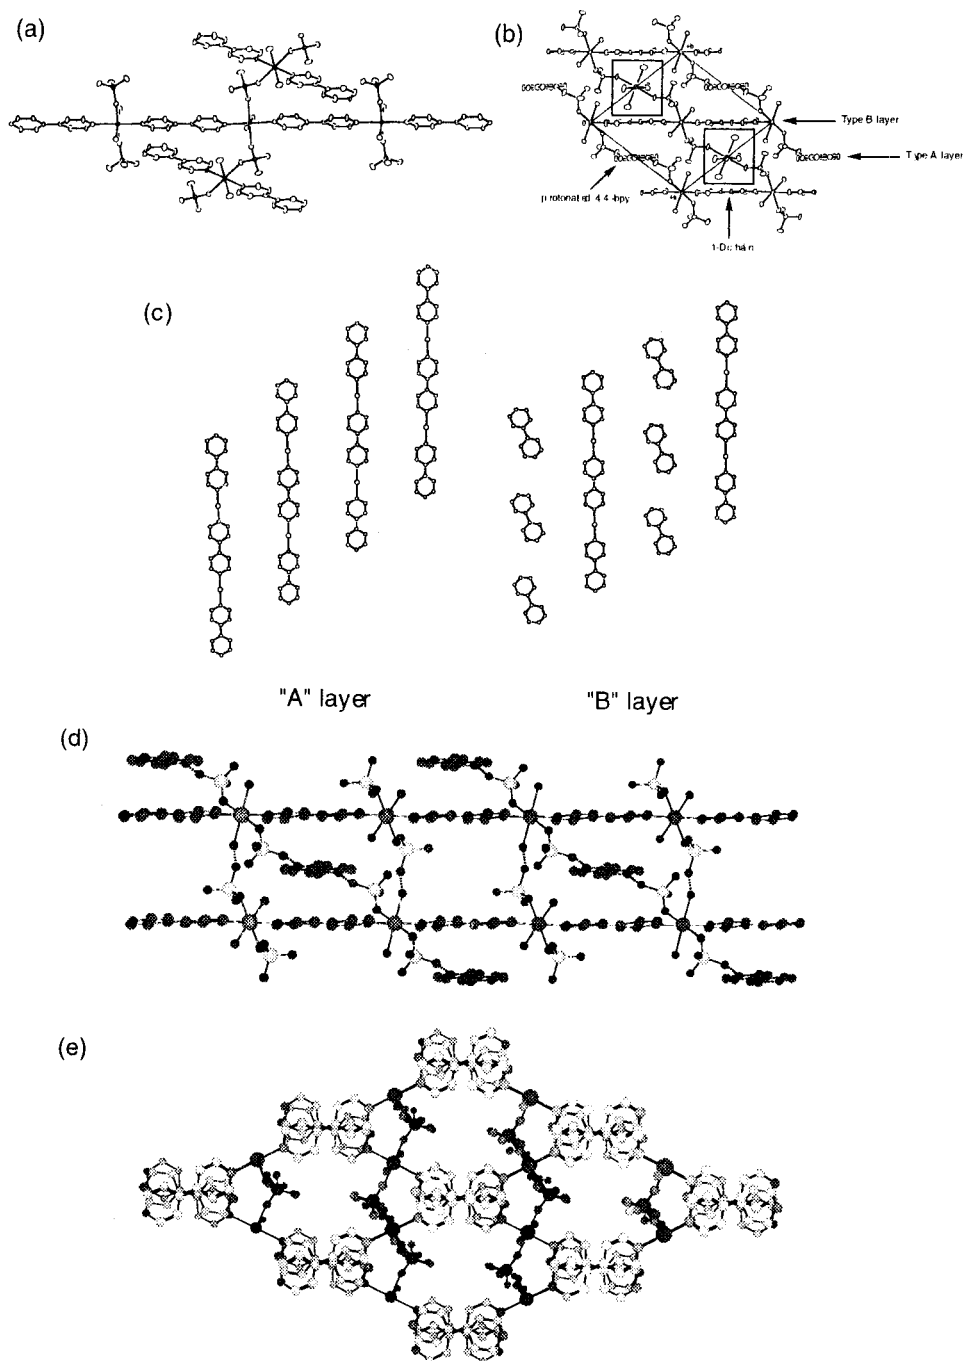 (a)
(b)
Type B layer
Type A layer
protonated 4 4-bpy
1-D chain
(c)
"A" layer
"B" layer
(d)
(e)